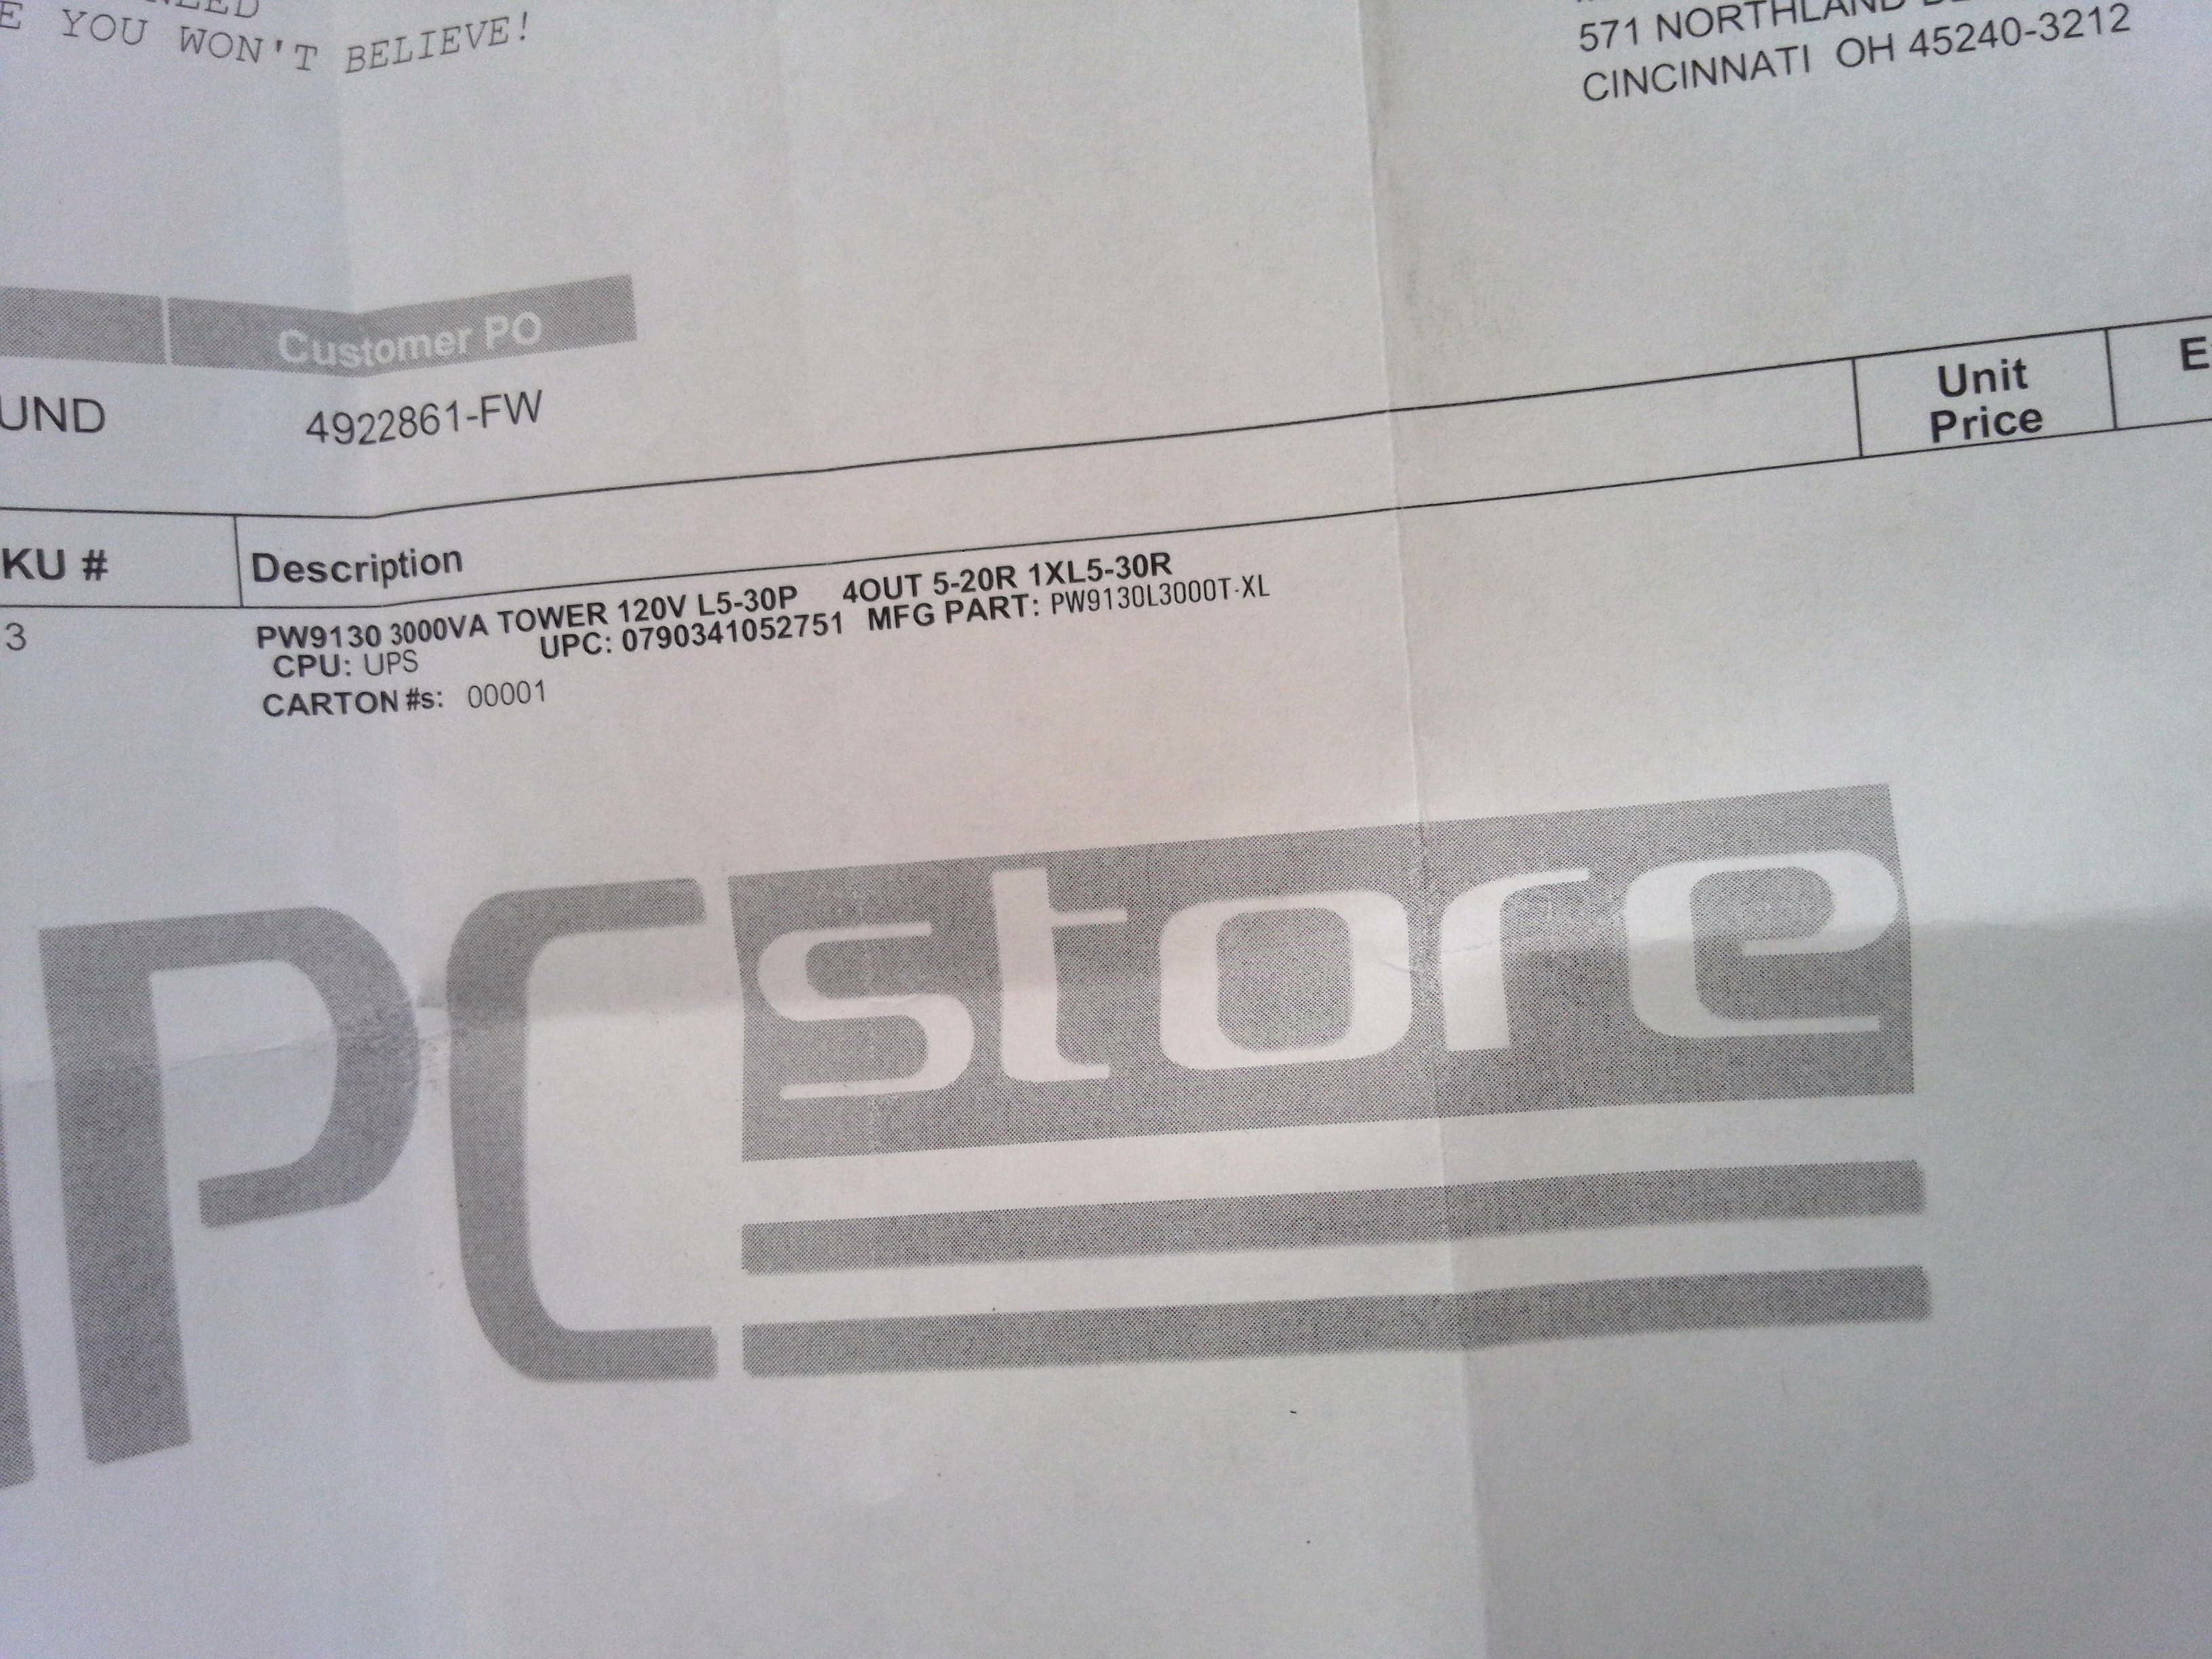 E YOU WON'T BELIEVE!
571 NORTHLAND
CINCINNATI OH 45240-3212
Customer PO
UND 4922861-FW
KU # Description Unit Price E
3 PW9130 3000VA TOWER 120V L5-30P 4OUT 5-20R 1XL5-30R
CPU: UPS UPC: 0790341052751 MFG PART: PW9130L3000T-XL
CARTON #s: 00001
PC store